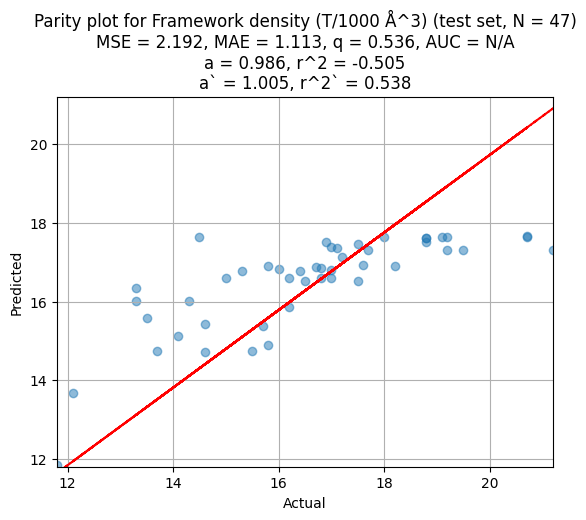 Parity plot for Framework density (T/1000 Å^3) (test set, N = 47)
MSE = 2.192, MAE = 1.113, q = 0.536, AUC = N/A
a = 0.986, r^2 = -0.505
a` = 1.005, r^2` = 0.538
20
18
16
14
12
Predicted
12 14 16 18 20
Actual